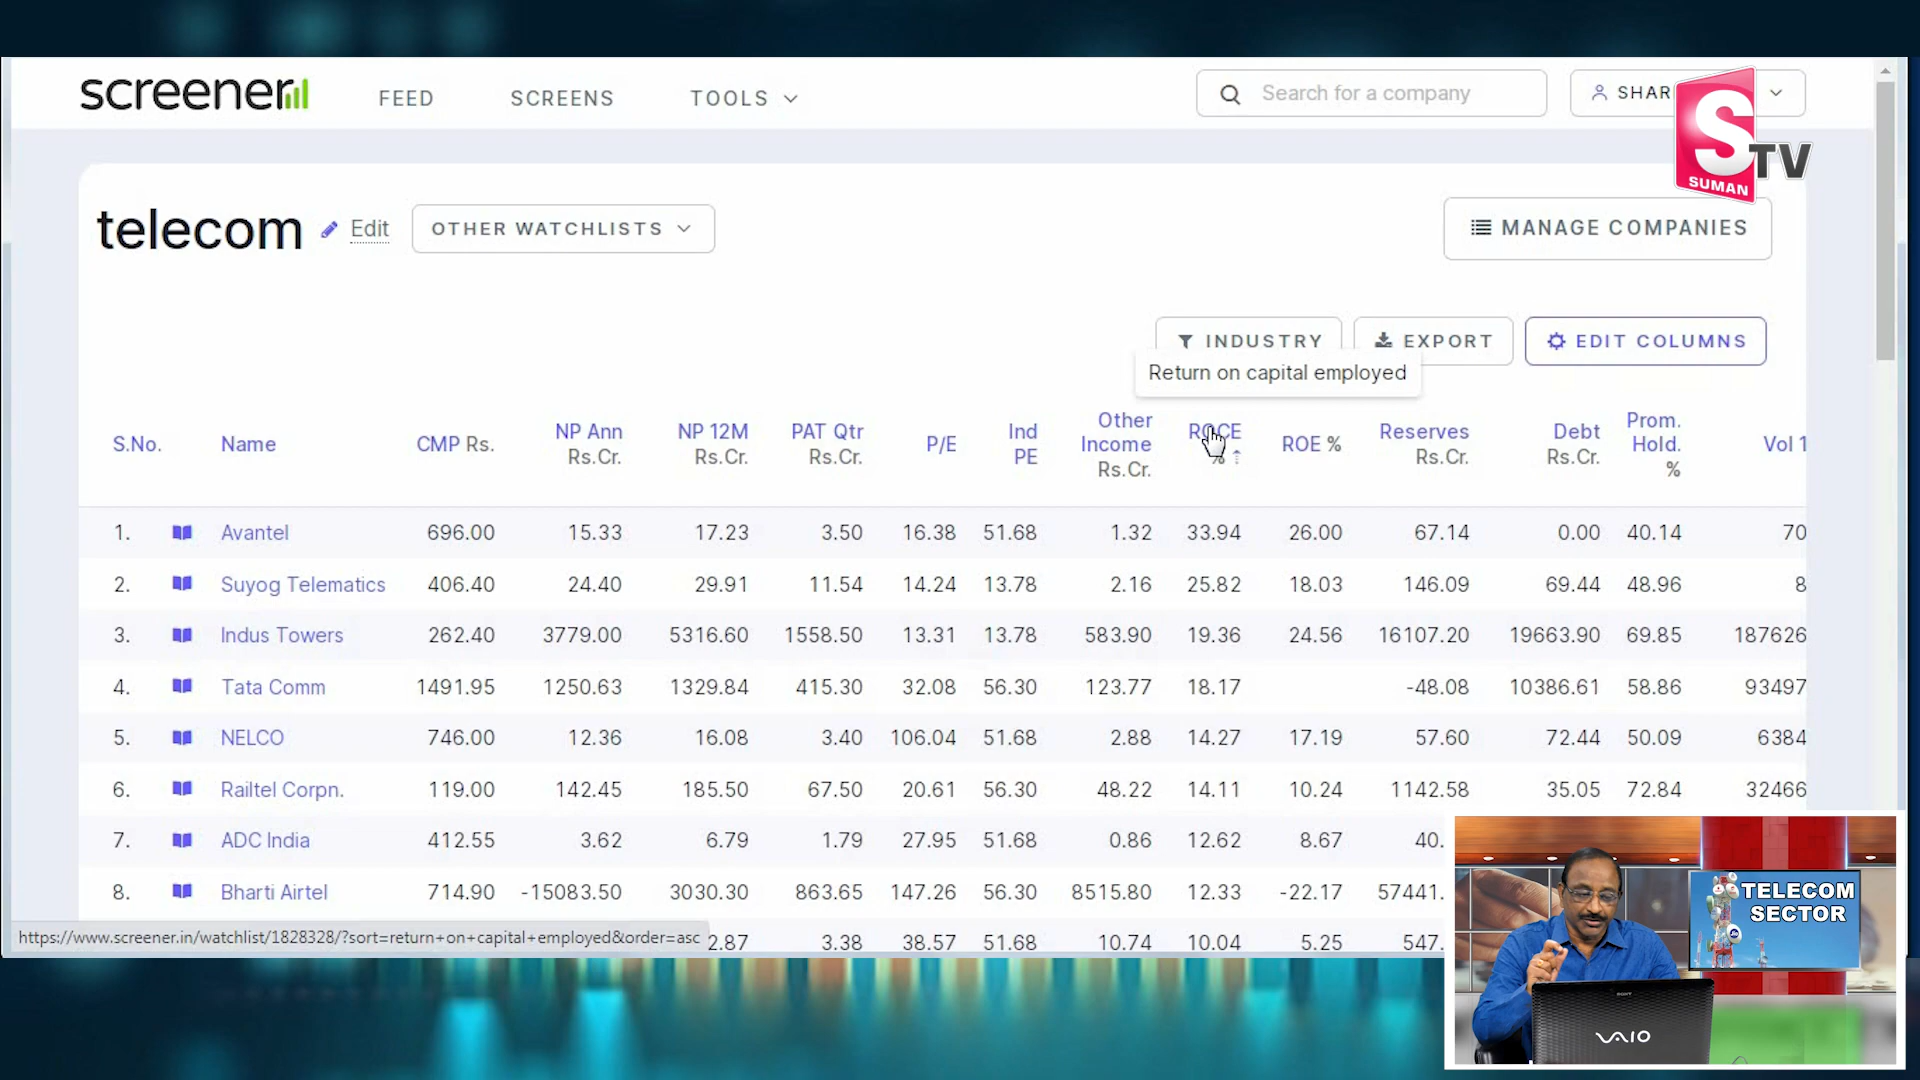 screener FEED SCREENS TOOLS Search for a company SHAR
S TV
SUMAN
telecom Edit OTHER WATCHLISTS MANAGE COMPANIES
INDUSTRY EXPORT EDIT COLUMNS
Return on capital employed
S.No. Name CMP Rs. NP Ann Rs.Cr. NP 12M Rs.Cr. PAT Qtr Rs.Cr. P/E Ind PE Other Income Rs.Cr. ROCE % ROE % Reserves Rs.Cr. Debt Rs.Cr. Prom. Hold. % Vol 1
1. Avantel 696.00 15.33 17.23 3.50 16.38 51.68 1.32 33.94 26.00 67.14 0.00 40.14 70
2. Suyog Telematics 406.40 24.40 29.91 11.54 14.24 13.78 2.16 25.82 18.03 146.09 69.44 48.96 8
3. Indus Towers 262.40 3779.00 5316.60 1558.50 13.31 13.78 583.90 19.36 24.56 16107.20 19663.90 69.85 187626
4. Tata Comm 1491.95 1250.63 1329.84 415.30 32.08 56.30 123.77 18.17 -48.08 10386.61 58.86 93497
5. NELCO 746.00 12.36 16.08 3.40 106.04 51.68 2.88 14.27 17.19 57.60 72.44 50.09 6384
6. Railtel Corpn. 119.00 142.45 185.50 67.50 20.61 56.30 48.22 14.11 10.24 1142.58 35.05 72.84 32466
7. ADC India 412.55 3.62 6.79 1.79 27.95 51.68 0.86 12.62 8.67 40.
8. Bharti Airtel 714.90 -15083.50 3030.30 863.65 147.26 56.30 8515.80 12.33 -22.17 57441.
https://www.screener.in/watchlist/1828328/?sort=return+on+capital+employed&order=asc 2.87 3.38 38.57 51.68 10.74 10.04 5.25 547.
TELECOM
SECTOR
SONY
VAIO